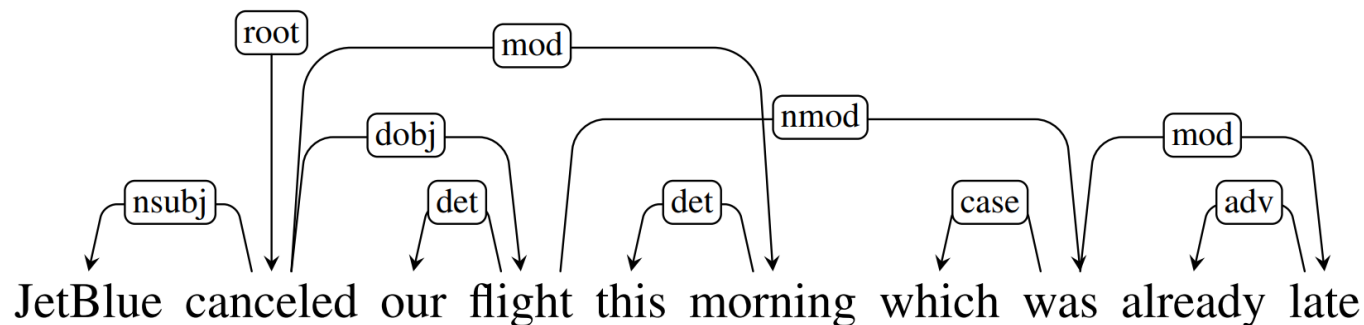 root
mod
nmod
dobj
mod
nsubj
det
det
case
adv
JetBlue canceled our flight this morning which was already late